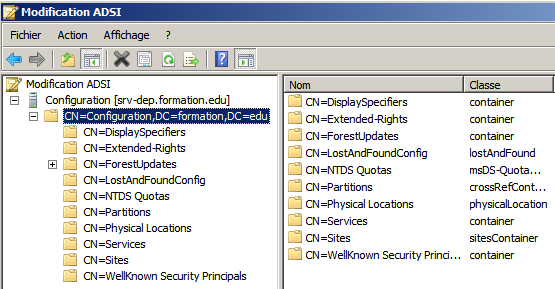 Modification ADSI
Fichier Action Affichage ?
Modification ADSI
Configuration [srv-dep.formation.edu]
CN=Configuration,DC=formation,DC=edu
CN=DisplaySpecifiers
CN=Extended-Rights
CN=ForestUpdates
CN=LostAndFoundConfig
CN=NTDS Quotas
CN=Partitions
CN=Physical Locations
CN=Services
CN=Sites
CN=WellKnown Security Principals
Nom Classe
CN=DisplaySpecifiers container
CN=Extended-Rights container
CN=ForestUpdates container
CN=LostAndFoundConfig lostAndFound
CN=NTDS Quotas msDS-Quota...
CN=Partitions crossRefCont...
CN=Physical Locations physicalLocation
CN=Services container
CN=Sites sitesContainer
CN=WellKnown Security Princi... container